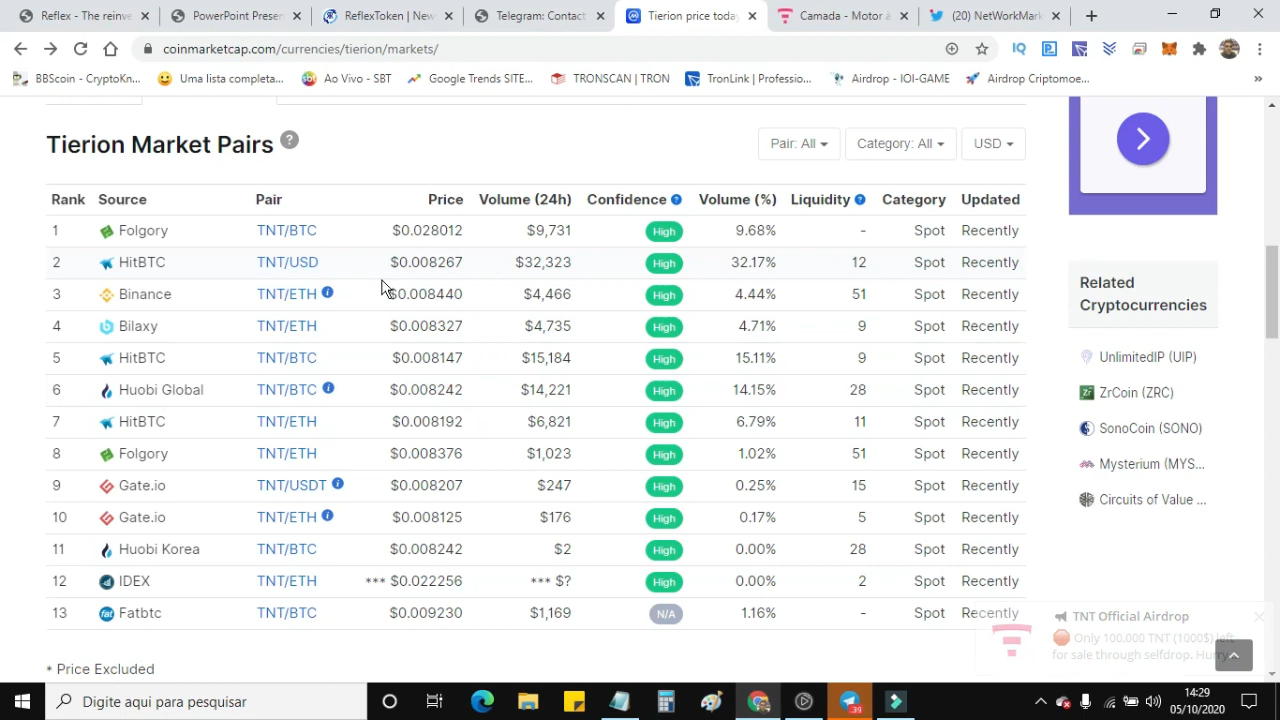 Reflex - The reinve
PowerPoint Presen
ReflexToken | New
Telegram: Contact
Tierion price today
Camada - Motor à
(20) NetWorkMark
coinmarketcap.com/currencies/tierion/markets/
BBScoin - CryptoKn...
Uma lista completa...
Ao Vivo - SBT
Google Trends SITE...
TRONSCAN | TRON
TronLink | Professio...
Airdrop - IOI-GAME
Airdrop Criptomoe...
Tierion Market Pairs ?
Pair: All
Category: All
USD
Rank Source Pair Price Volume (24h) Confidence ? Volume (%) Liquidity ? Category Updated
1 Folgory TNT/BTC $0.028012 $9,731 High 9.68% - Spot Recently
2 HitBTC TNT/USD $0.008267 $32,323 High 32.17% 12 Spot Recently
3 Binance TNT/ETH $0.008440 $4,466 High 4.44% 51 Spot Recently
4 Bilaxy TNT/ETH $0.008327 $4,735 High 4.71% 9 Spot Recently
5 HitBTC TNT/BTC $0.008147 $15,184 High 15.11% 9 Spot Recently
6 Huobi Global TNT/BTC $0.008242 $14,221 High 14.15% 28 Spot Recently
7 HitBTC TNT/ETH $0.008192 $6,821 High 6.79% 11 Spot Recently
8 Folgory TNT/ETH $0.008376 $1,023 High 1.02% 51 Spot Recently
9 Gate.io TNT/USDT $0.008207 $247 High 0.25% 15 Spot Recently
10 Gate.io TNT/ETH $0.008125 $176 High 0.17% 5 Spot Recently
11 Huobi Korea TNT/BTC $0.008242 $2 High 0.00% 28 Spot Recently
12 IDEX TNT/ETH *** $0.022256 *** $? High 0.00% 2 Spot Recently
13 Fatbtc TNT/BTC $0.009230 $1,169 N/A 1.16% - Spot Recently
* Price Excluded
Related
Cryptocurrencies
UnlimitedIP (UIP)
ZrCoin (ZRC)
SonoCoin (SONO)
Mysterium (MYS...
Circuits of Value ...
TNT Official Airdrop
Only 100.000 TNT (1000$) left
for sale through selfdrop. Hurry
Digite aqui para pesquisar
39
14:29
05/10/2020